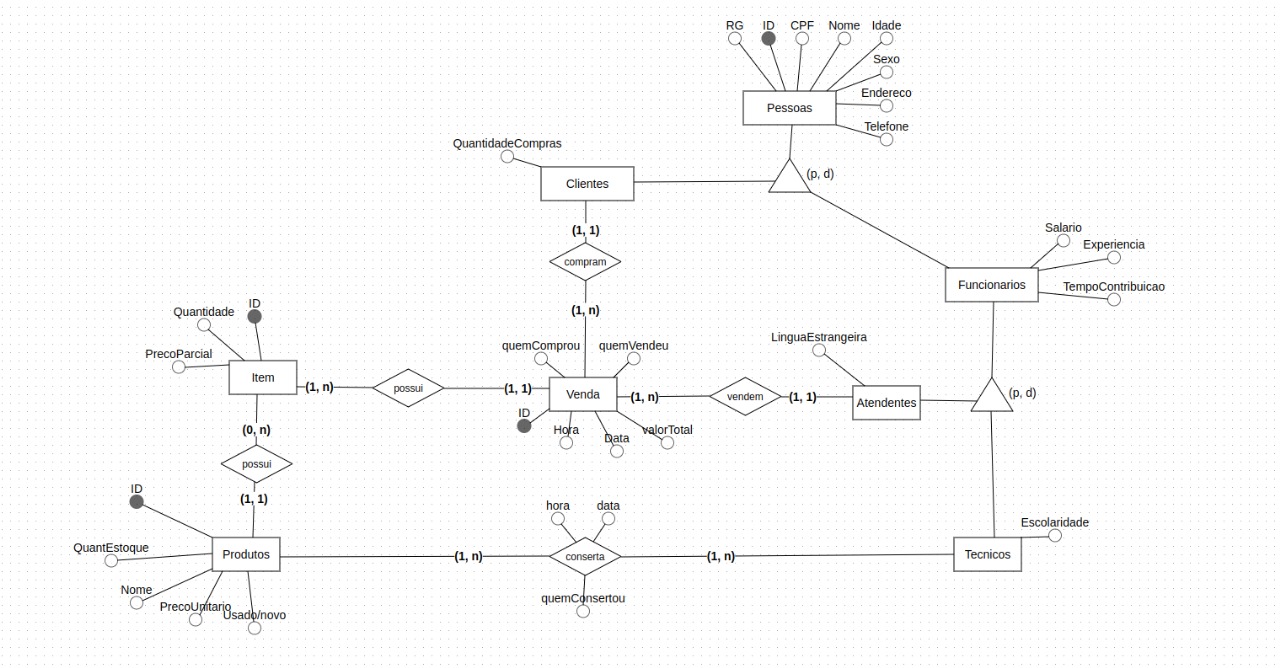 RG ID CPF Nome Idade
Sexo
Endereco
Pessoas
Telefone
QuantidadeCompras
(p, d)
Clientes
Salario
(1, 1)
Experiencia
compram
Funcionarios
TempoContribuicao
ID
Quantidade
(1, n)
LinguaEstrangeira
quemComprou quemVendeu
PrecoParcial
Item
(1, n)
possui
(1, 1)
Venda
(1, n)
vendem
(1, 1)
Atendentes
(p, d)
ID
Hora
Data
valorTotal
(0, n)
possui
ID
(1, 1)
hora data
Escolaridade
QuantEstoque
Produtos
(1, n)
conserta
(1, n)
Tecnicos
Nome
PrecoUnitario
Usado/novo
quemConsertou